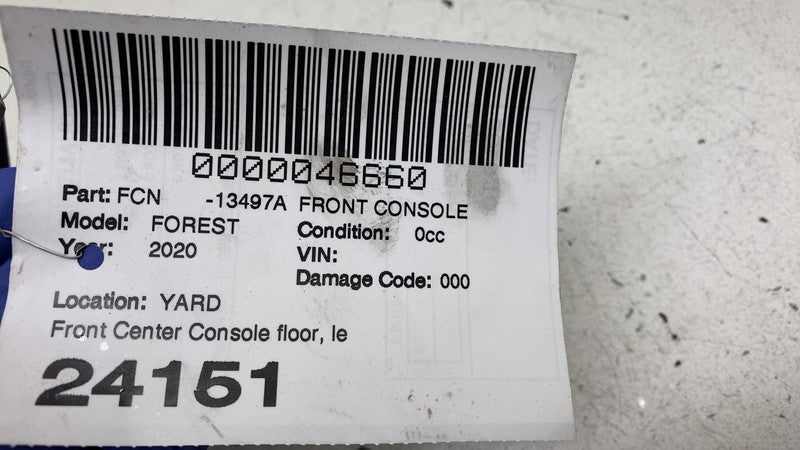 0000046660
Part: FCN -13497A FRONT CONSOLE
Model: FOREST Condition: 0cc
Year: 2020 VIN:
Damage Code: 000
Location: YARD
Front Center Console floor, le
24151